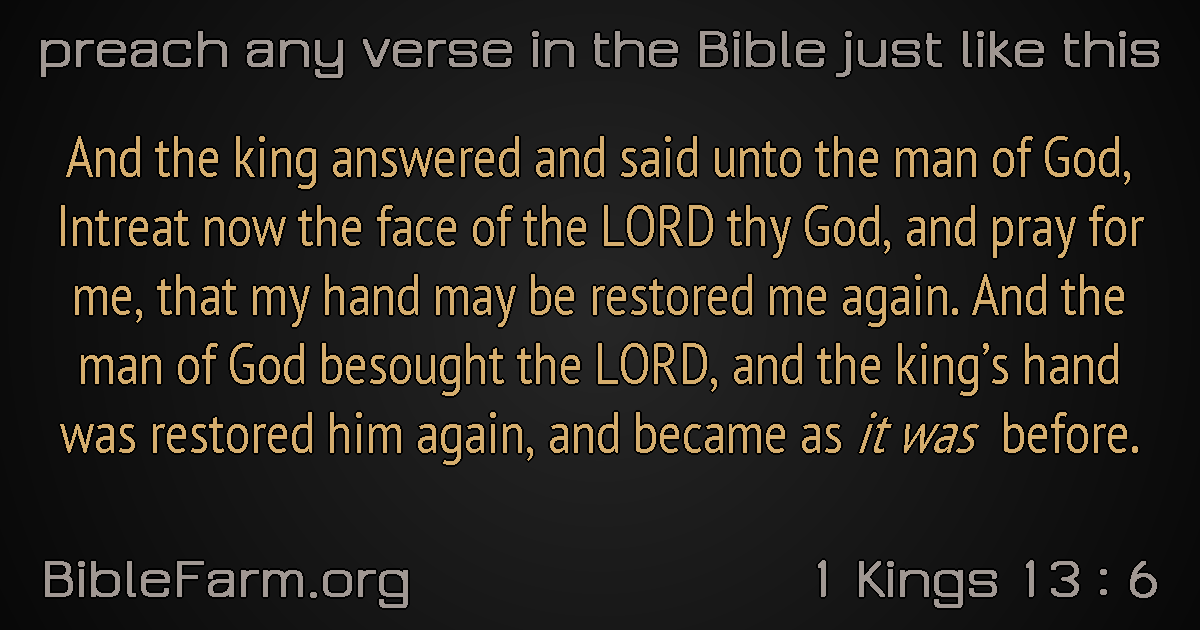 preach any verse in the Bible just like this
And the king answered and said unto the man of God,
Intreat now the face of the LORD thy God, and pray for
me, that my hand may be restored me again. And the
man of God besought the LORD, and the king’s hand
was restored him again, and became as it was before.
BibleFarm.org
1 Kings 13 : 6